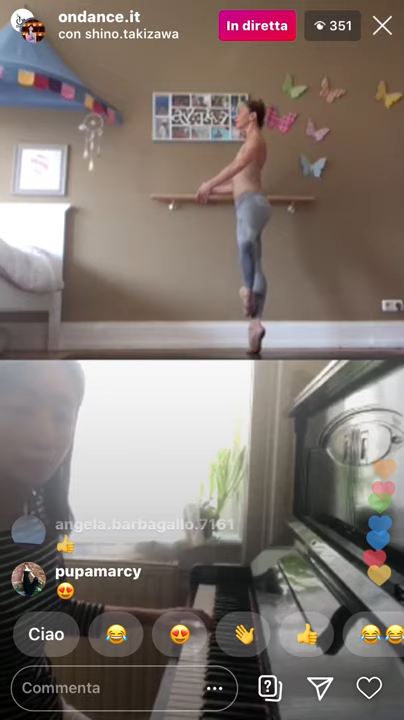 ondance.it
con shino.takizawa
In diretta
351
angela.barbagallo.7161
👍
pupamarcy
😍
Ciao
Commenta